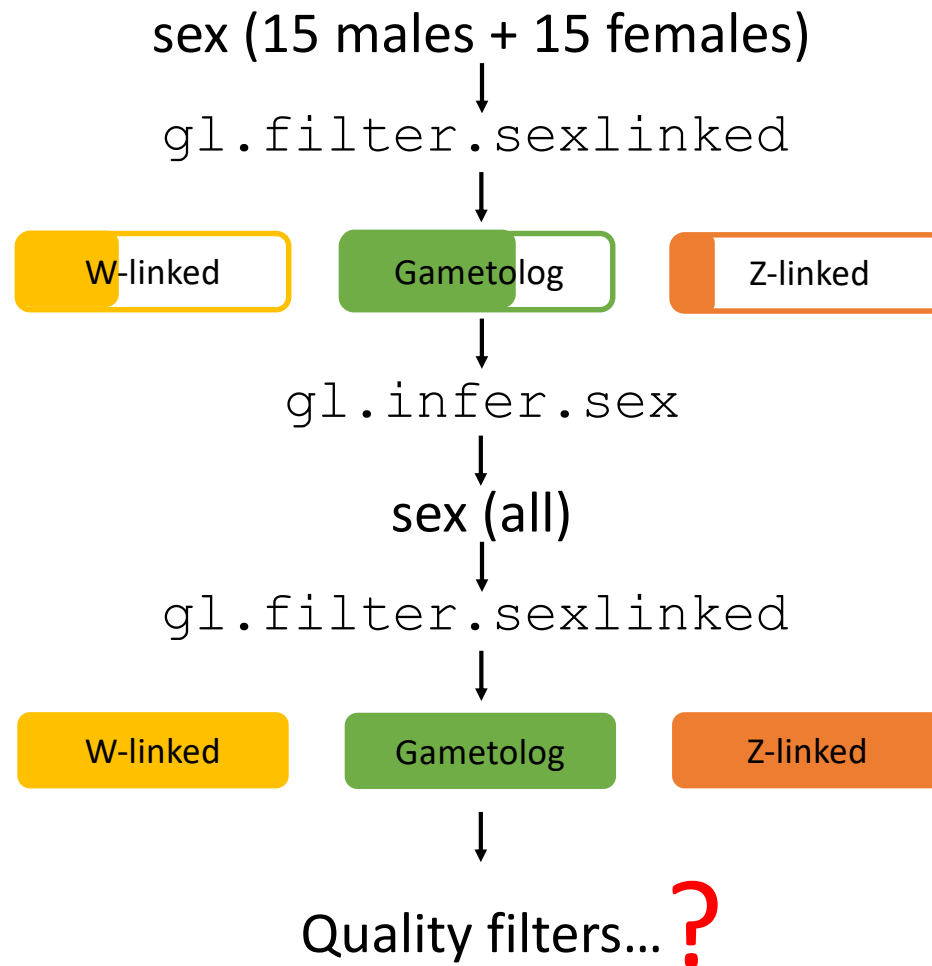 sex (15 males + 15 females)
gl.filter.sexlinked
W-linked
Gametolog
Z-linked
gl.infer.sex
sex (all)
gl.filter.sexlinked
W-linked
Gametolog
Z-linked
Quality filters...?